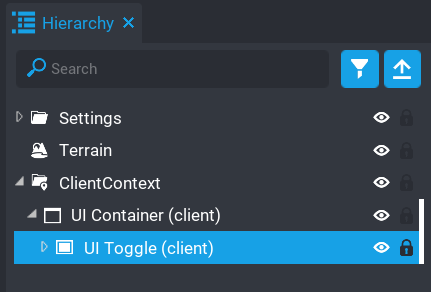 Hierarchy
Search
Settings
Terrain
ClientContext
UI Container (client)
UI Toggle (client)